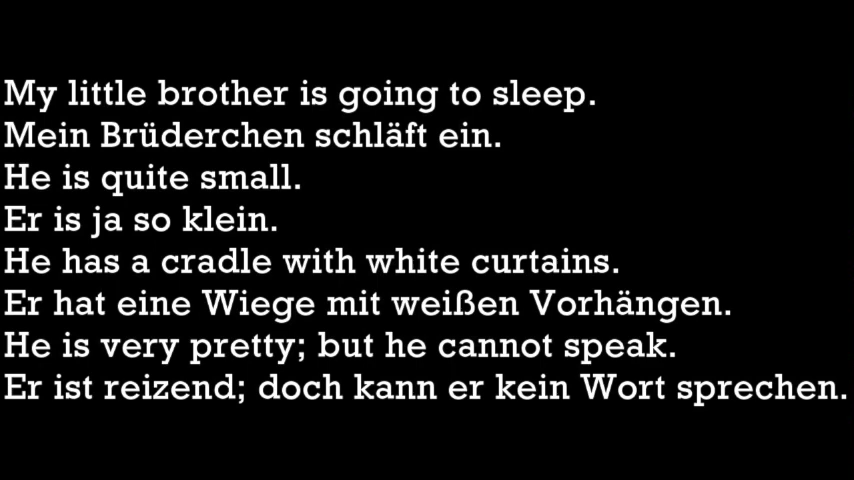 My little brother is going to sleep.
Mein Brüderchen schläft ein.
He is quite small.
Er is ja so klein.
He has a cradle with white curtains.
Er hat eine Wiege mit weißen Vorhängen.
He is very pretty; but he cannot speak.
Er ist reizend; doch kann er kein Wort sprechen.